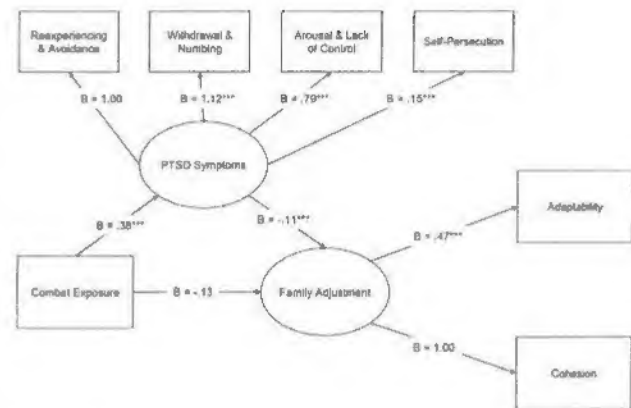 Reexperiencing
& Avoidance
Withdrawal &
Numbing
Arousal & Lack
of Control
Self-Persecution
B = 1.00
B = 1.12***
B = .79***
B = .15***
PTSD Symptoms
B = .38***
B = -.11***
Adaptability
B = .47***
Combat Exposure
B = -.13
Family Adjustment
B = 1.00
Cohesion